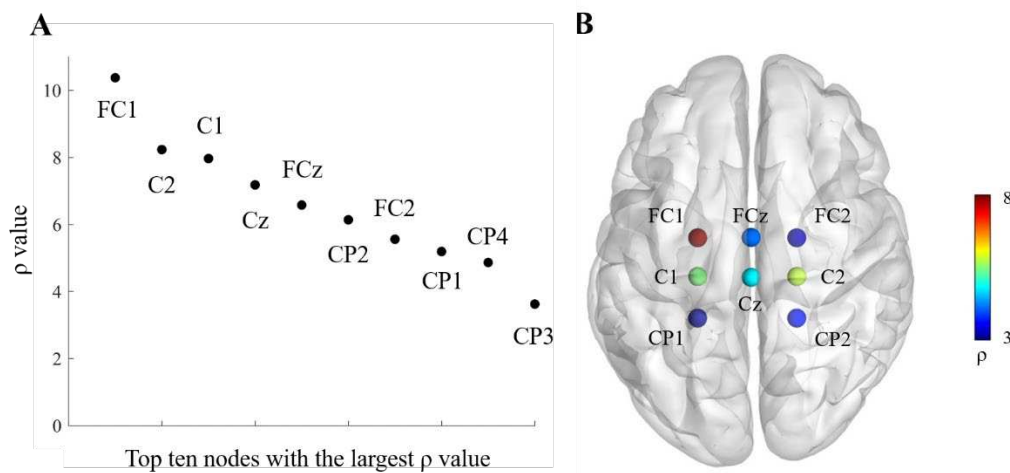 A
ρ value
10
8
6
4
2
0
FC1
C2
C1
Cz
FCz
CP2
FC2
CP1
CP4
CP3
Top ten nodes with the largest ρ value
B
FC1 FCz FC2
C1 C2
Cz
CP1 CP2
8
3
ρ